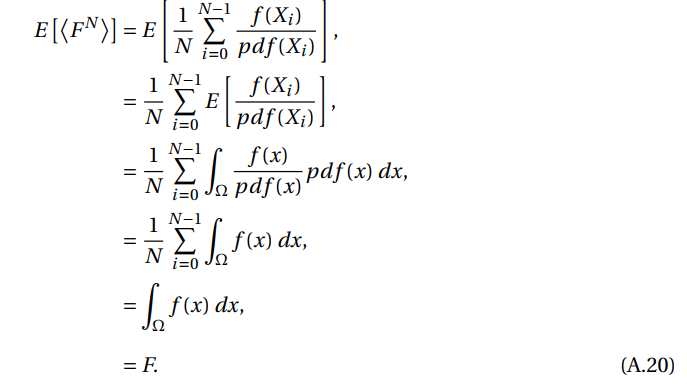 E[⟨F^N⟩] = E[1/N ∑_{i=0}^{N−1} f(X_i)/pdf(X_i)],
= 1/N ∑_{i=0}^{N−1} E[f(X_i)/pdf(X_i)],
= 1/N ∑_{i=0}^{N−1} ∫_Ω f(x)/pdf(x) pdf(x) dx,
= 1/N ∑_{i=0}^{N−1} ∫_Ω f(x) dx,
= ∫_Ω f(x) dx,
= F. (A.20)